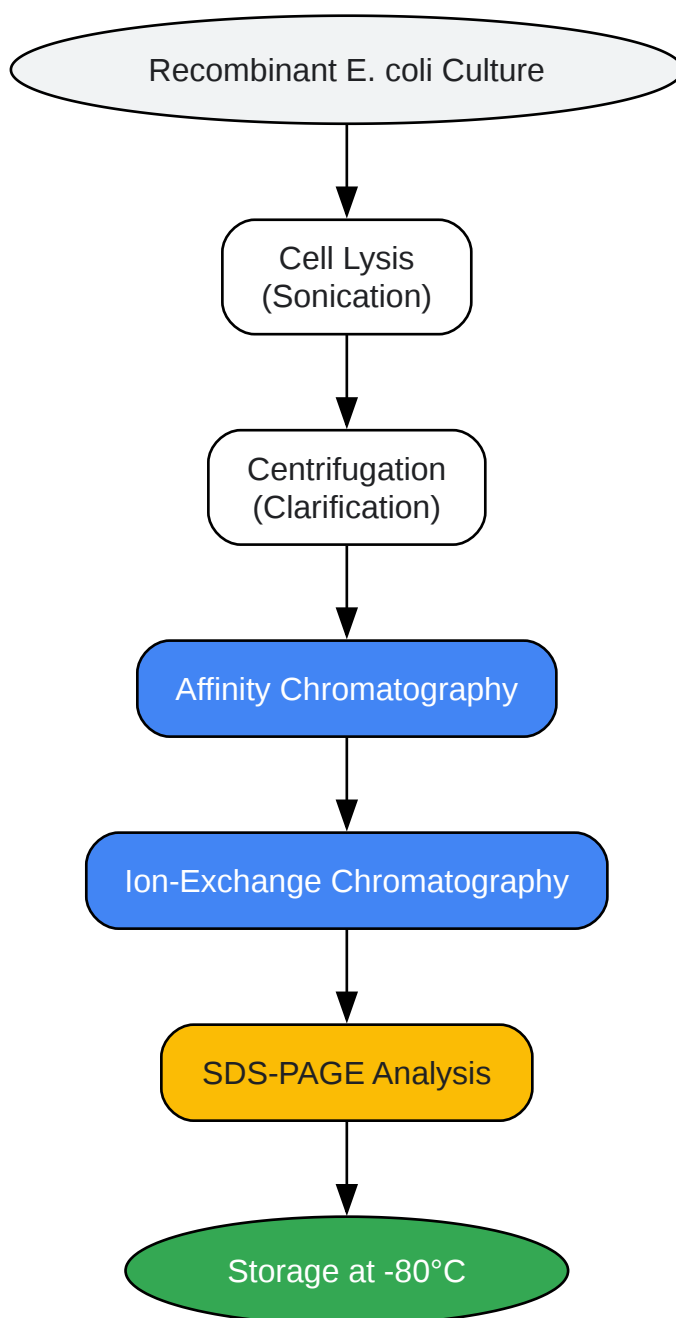 Recombinant E. coli Culture
Cell Lysis
(Sonication)
Centrifugation
(Clarification)
Affinity Chromatography
Ion-Exchange Chromatography
SDS-PAGE Analysis
Storage at -80°C